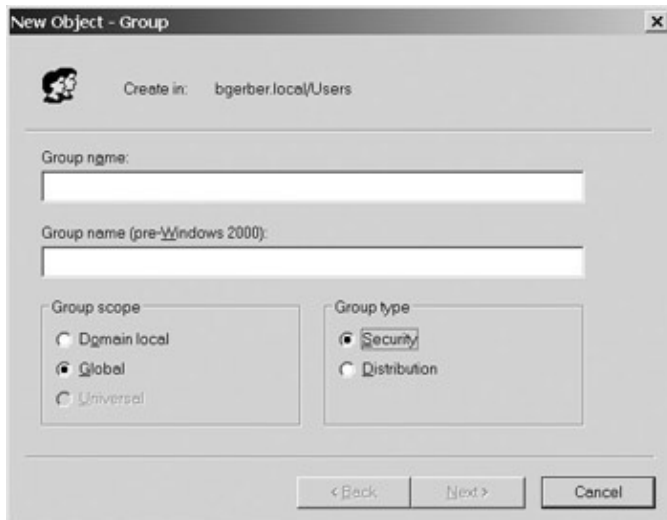 New Object - Group
Create in: bgerber.local/Users
Group name:
Group name (pre-Windows 2000):
Group scope
Domain local
Global
Universal
Group type
Security
Distribution
< Back
Next >
Cancel